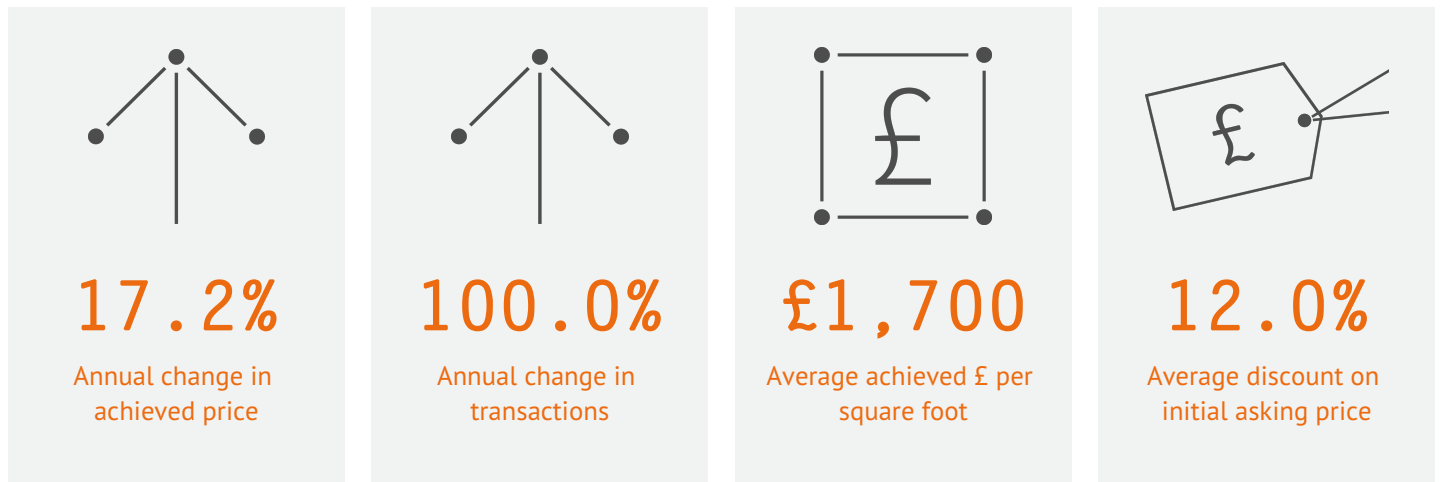 17.2%
Annual change in
achieved price
100.0%
Annual change in
transactions
£
£1,700
Average achieved £ per
square foot
£
12.0%
Average discount on
initial asking price